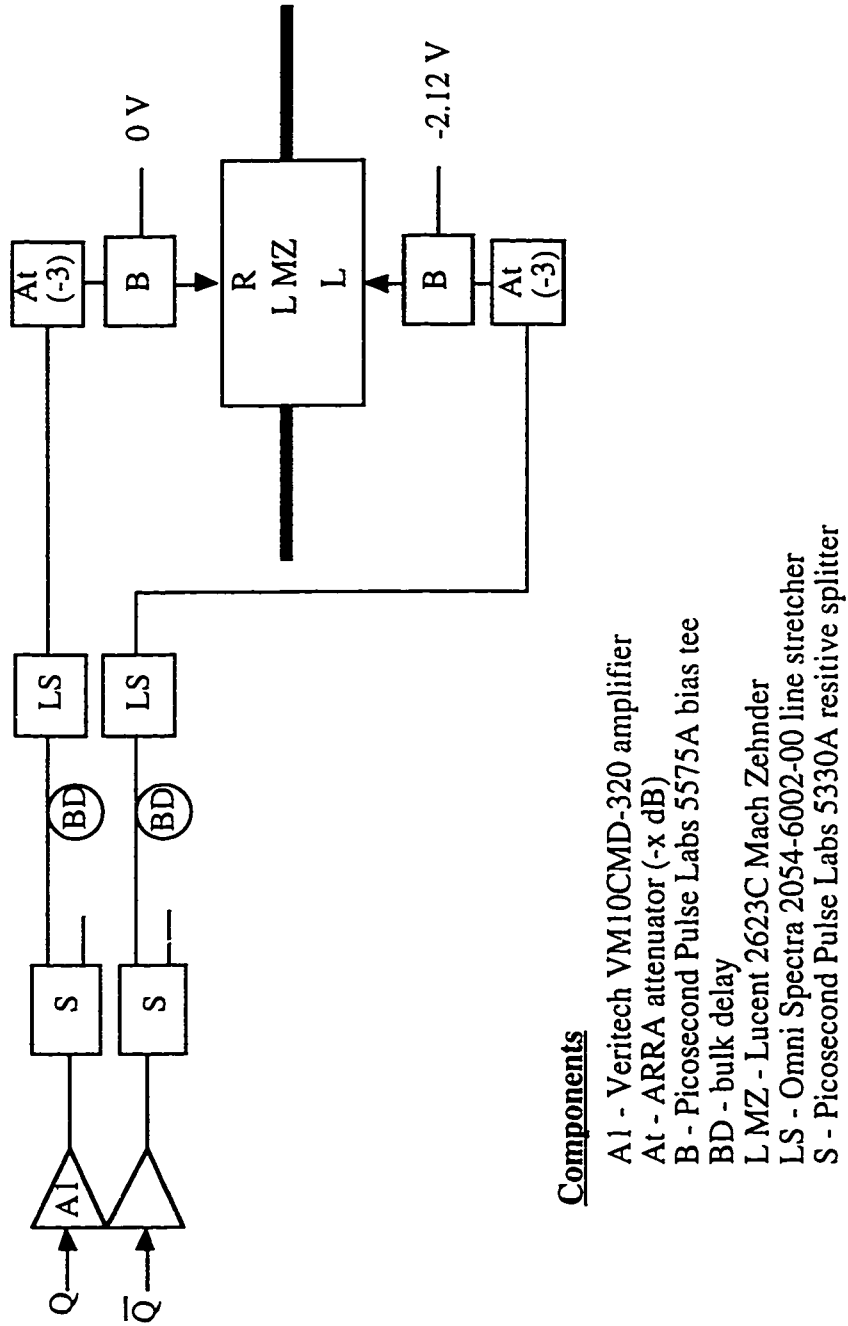 Q
Q̅
A1
S
S
BD
BD
LS
LS
At
(-3)
B
0 V
R
L MZ
L
B
-2.12 V
At
(-3)
Components
A1 - Veritech VM10CMD-320 amplifier
At - ARRA attenuator (-x dB)
B - Picosecond Pulse Labs 5575A bias tee
BD - bulk delay
L MZ - Lucent 2623C Mach Zehnder
LS - Omni Spectra 2054-6002-00 line stretcher
S - Picosecond Pulse Labs 5330A resitive splitter